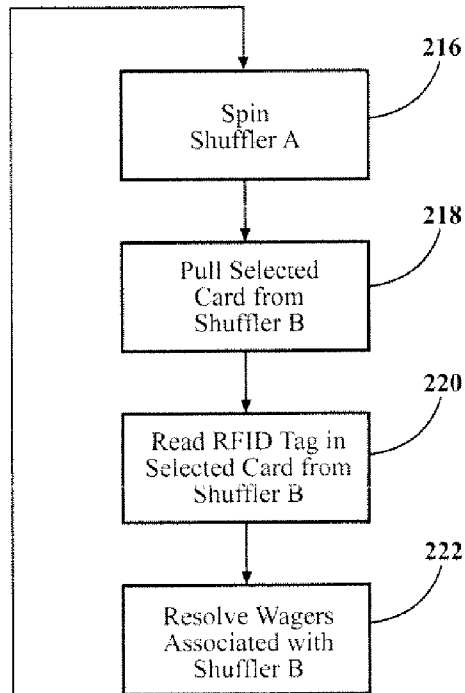 216
Spin
Shuffler A
218
Pull Selected
Card from
Shuffler B
220
Read RFID Tag in
Selected Card from
Shuffler B
222
Resolve Wagers
Associated with
Shuffler B